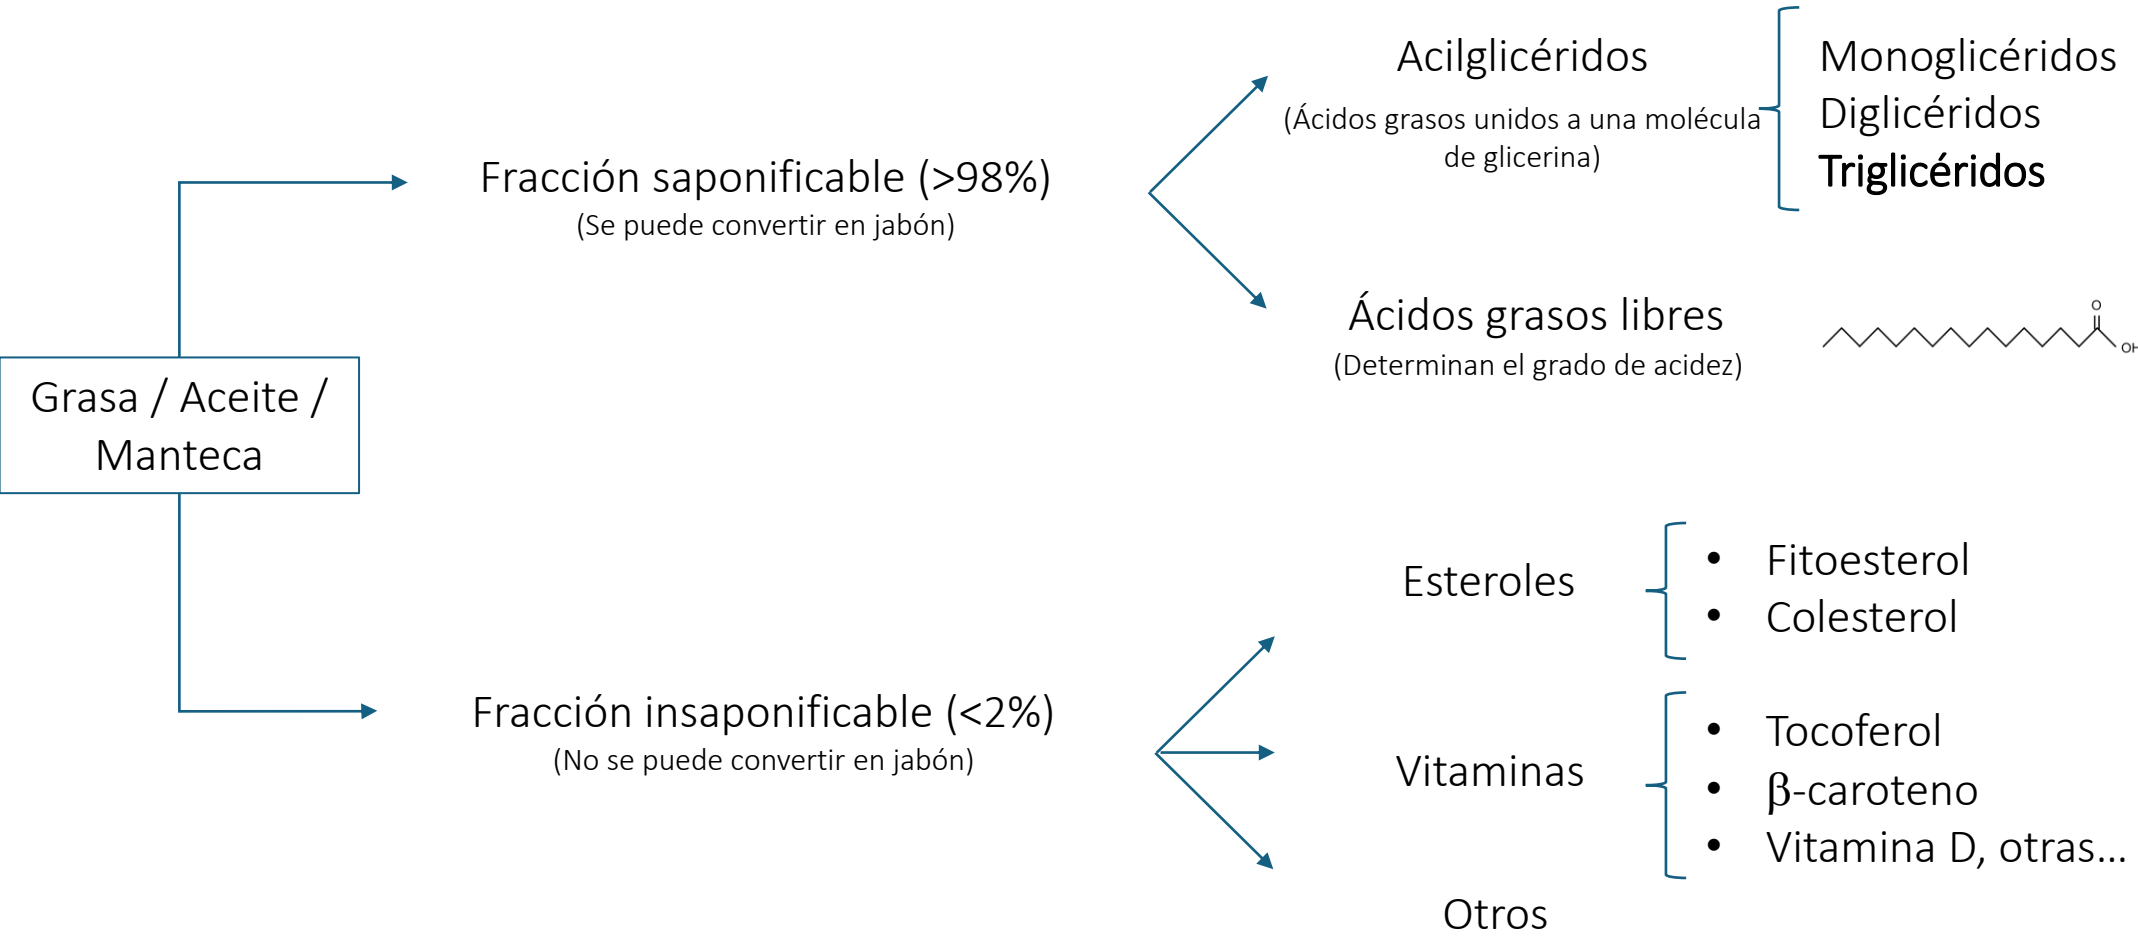 Acilglicéridos
(Ácidos grasos unidos a una molécula
de glicerina)
Monoglicéridos
Diglicéridos
Triglicéridos
Fracción saponificable (>98%)
(Se puede convertir en jabón)
Ácidos grasos libres
(Determinan el grado de acidez)
O
OH
Grasa / Aceite /
Manteca
Fracción insaponificable (<2%)
(No se puede convertir en jabón)
Esteroles
• Fitoesterol
• Colesterol
Vitaminas
• Tocoferol
• β-caroteno
• Vitamina D, otras...
Otros